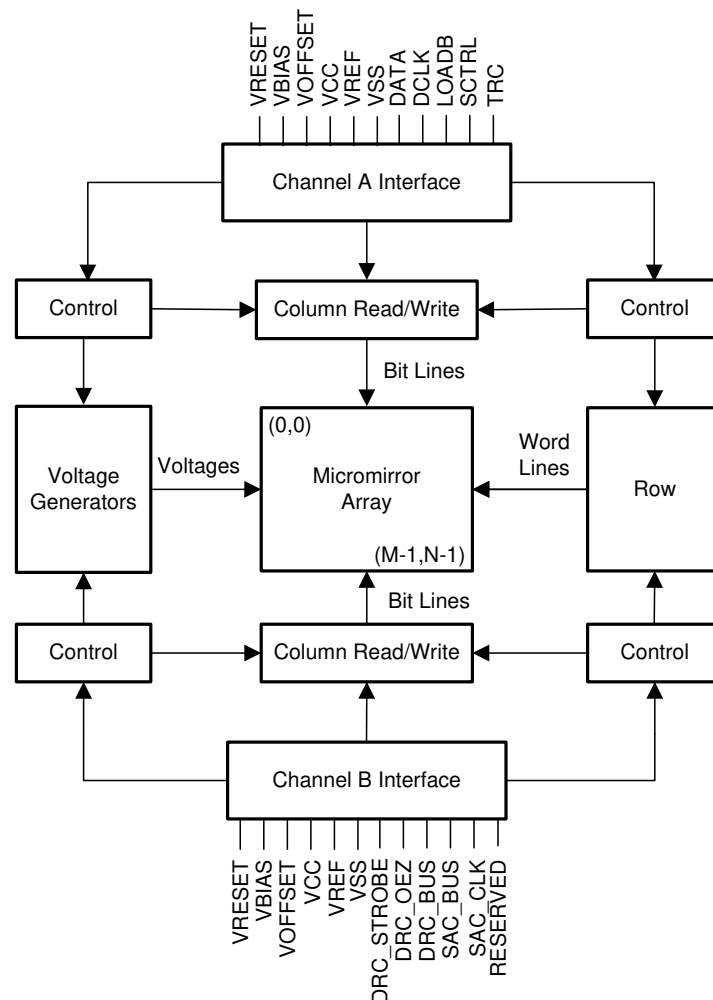 VRESET
VBIAS
VOFFSET
VCC
VREF
VSS
DATA
DCLK
LOADB
SCTRL
TRC
Channel A Interface
Control
Column Read/Write
Control
Bit Lines
(0,0)
Voltage
Generators
Voltages
Micromirror
Array
Word
Lines
Row
(M-1,N-1)
Bit Lines
Control
Column Read/Write
Control
Channel B Interface
VRESET
VBIAS
VOFFSET
VCC
VREF
VSS
DRC_STROBE
DRC_OEZ
DRC_BUS
SAC_BUS
SAC_CLK
RESERVED